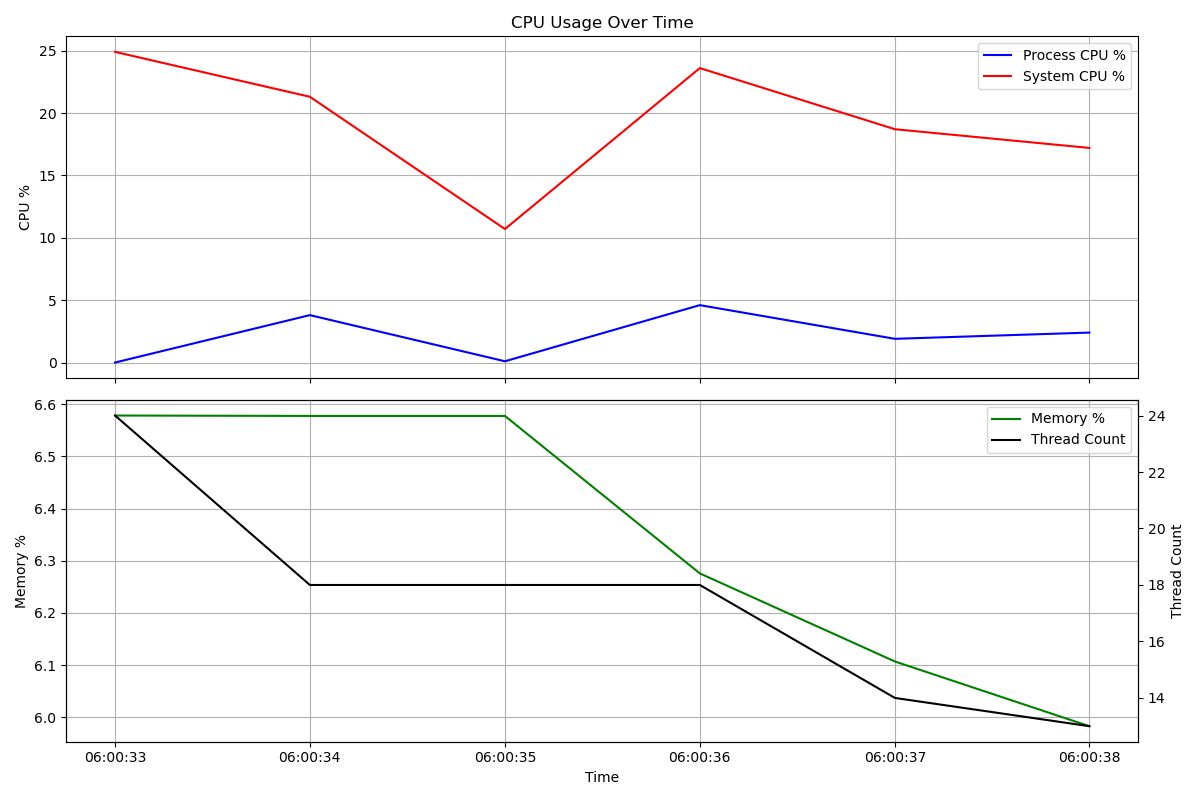 CPU Usage Over Time
25
20
15
10
5
0
CPU %
Process CPU %
System CPU %
6.6
6.5
6.4
6.3
6.2
6.1
6.0
Memory %
Memory %
Thread Count
24
22
20
18
16
14
Thread Count
06:00:33 06:00:34 06:00:35 06:00:36 06:00:37 06:00:38
Time